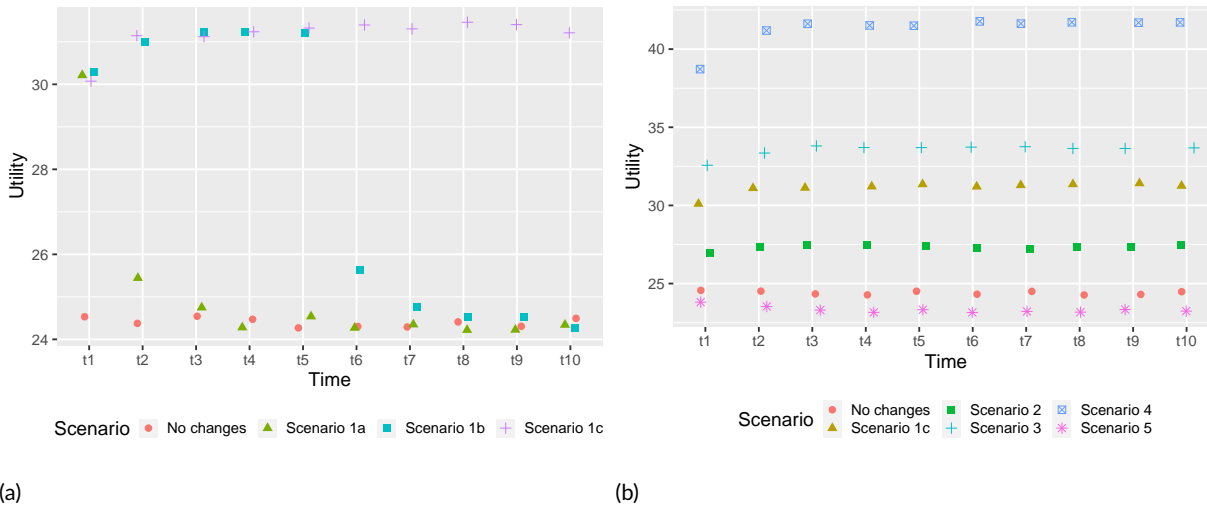 30
28
26
24
Utility
t1 t2 t3 t4 t5 t6 t7 t8 t9 t10
Time
Scenario No changes Scenario 1a Scenario 1b Scenario 1c
(a)
40
35
30
25
Utility
t1 t2 t3 t4 t5 t6 t7 t8 t9 t10
Time
Scenario No changes Scenario 2 Scenario 4
Scenario 1c Scenario 3 Scenario 5
(b)